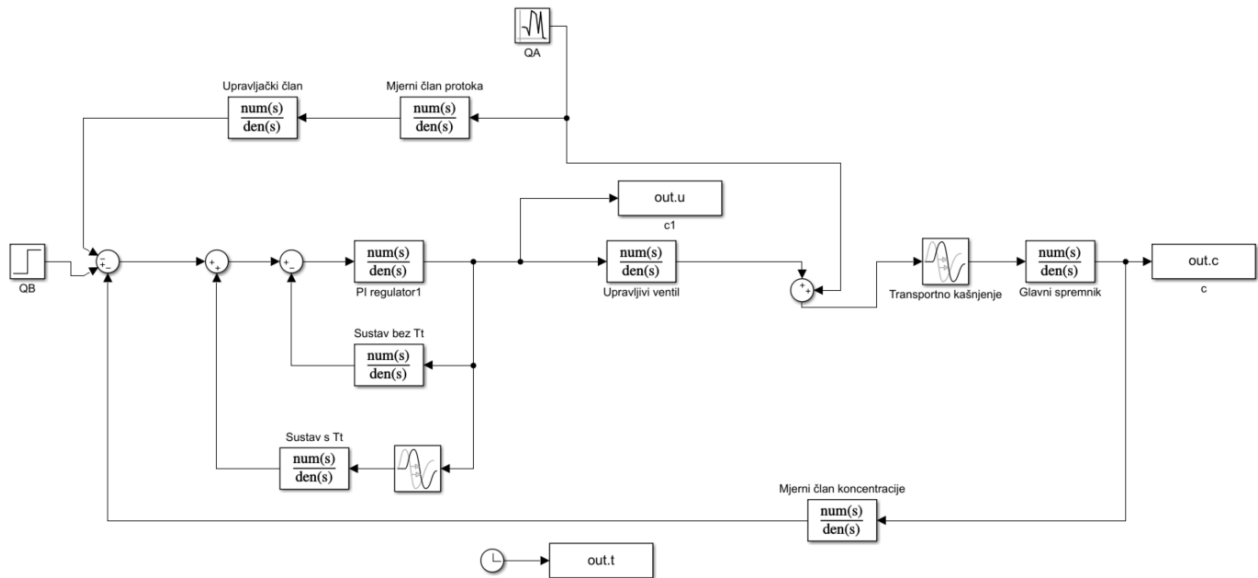 QA
Upravljački član
num(s)
den(s)
Mjerni član protoka
num(s)
den(s)
out.u
c1
QB
num(s)
den(s)
PI regulator1
num(s)
den(s)
Upravljivi ventil
Transportno kašnjenje
num(s)
den(s)
Glavni spremnik
out.c
c
Sustav bez Tt
num(s)
den(s)
Sustav s Tt
num(s)
den(s)
Mjerni član koncentracije
num(s)
den(s)
out.t